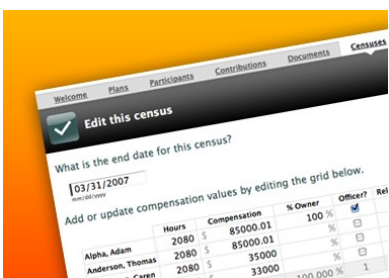 Welcome Plans Participants Contributions Documents Censuses
Edit this census
What is the end date for this census?
03/31/2007
mm/dd/yyyy
Add or update compensation values by editing the grid below.
Hours Compensation % Owner Officer?
Alpha, Adam 2080 $ 85000.01 100 %
Anderson, Thomas 2080 $ 85000.01 %
Caren 2080 $ 35000 %
33000 %
100.000 % 1